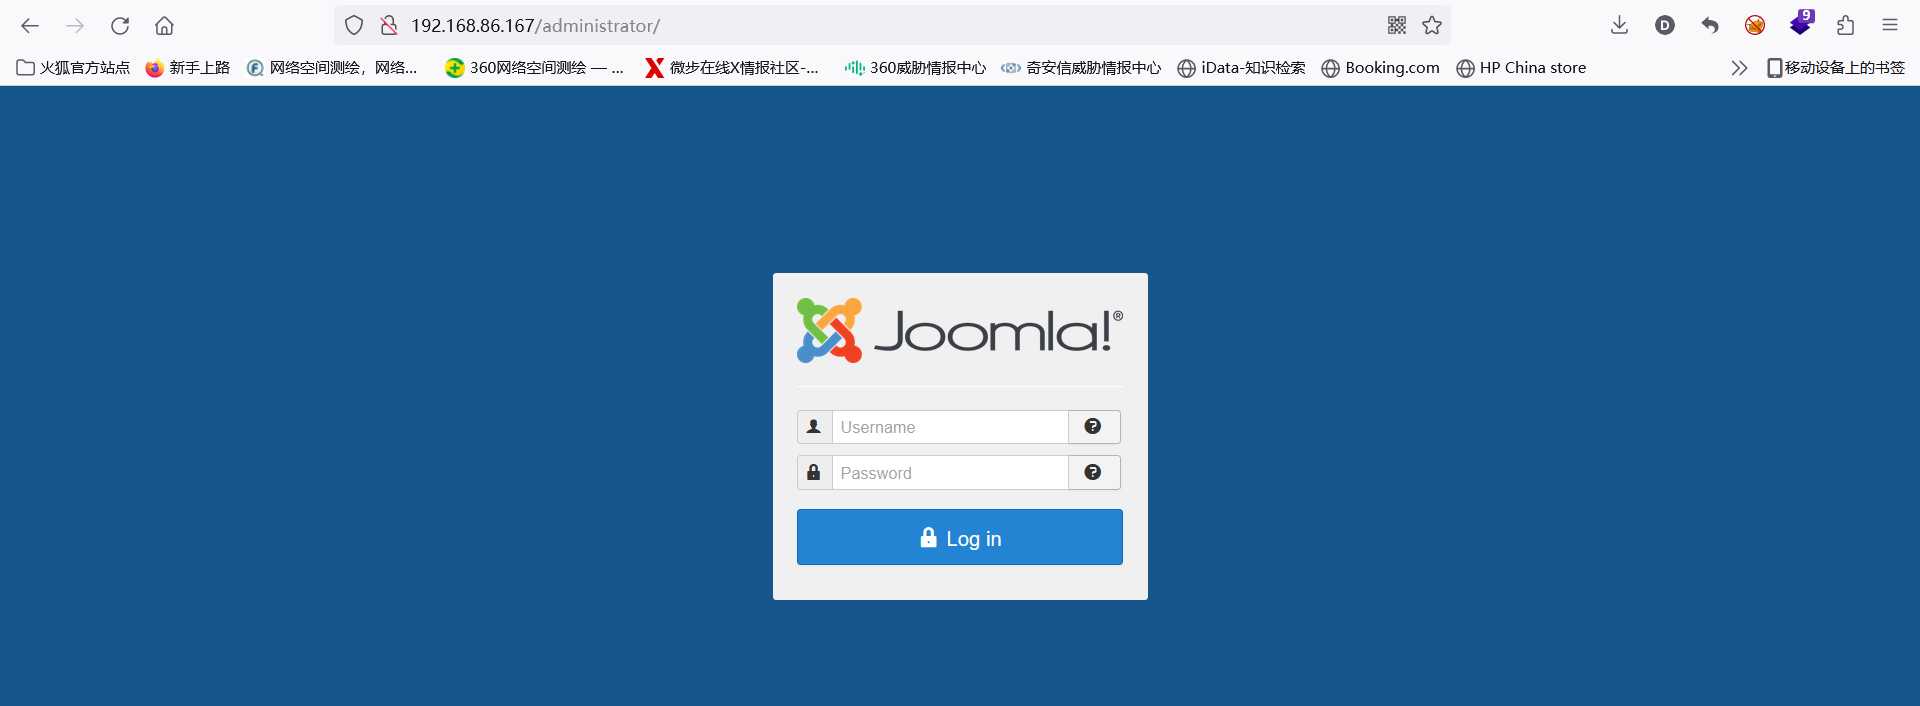 192.168.86.167/administrator/
D
9
火狐官方站点
新手上路
网络空间测绘，网络...
360网络空间测绘 — ...
微步在线X情报社区-...
360威胁情报中心
奇安信威胁情报中心
iData-知识检索
Booking.com
HP China store
移动设备上的书签
Joomla!®
Username
Password
Log in